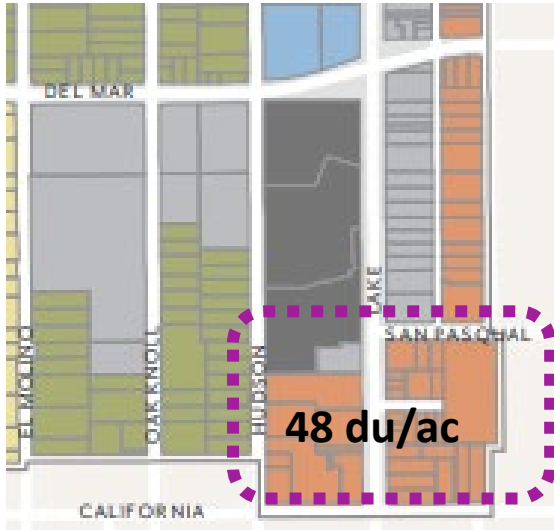 DEL MAR
LAKE
SAN PASQUAL
EL MOLINO
OAK KNOLL
HUDSON
48 du/ac
CALIFORNIA